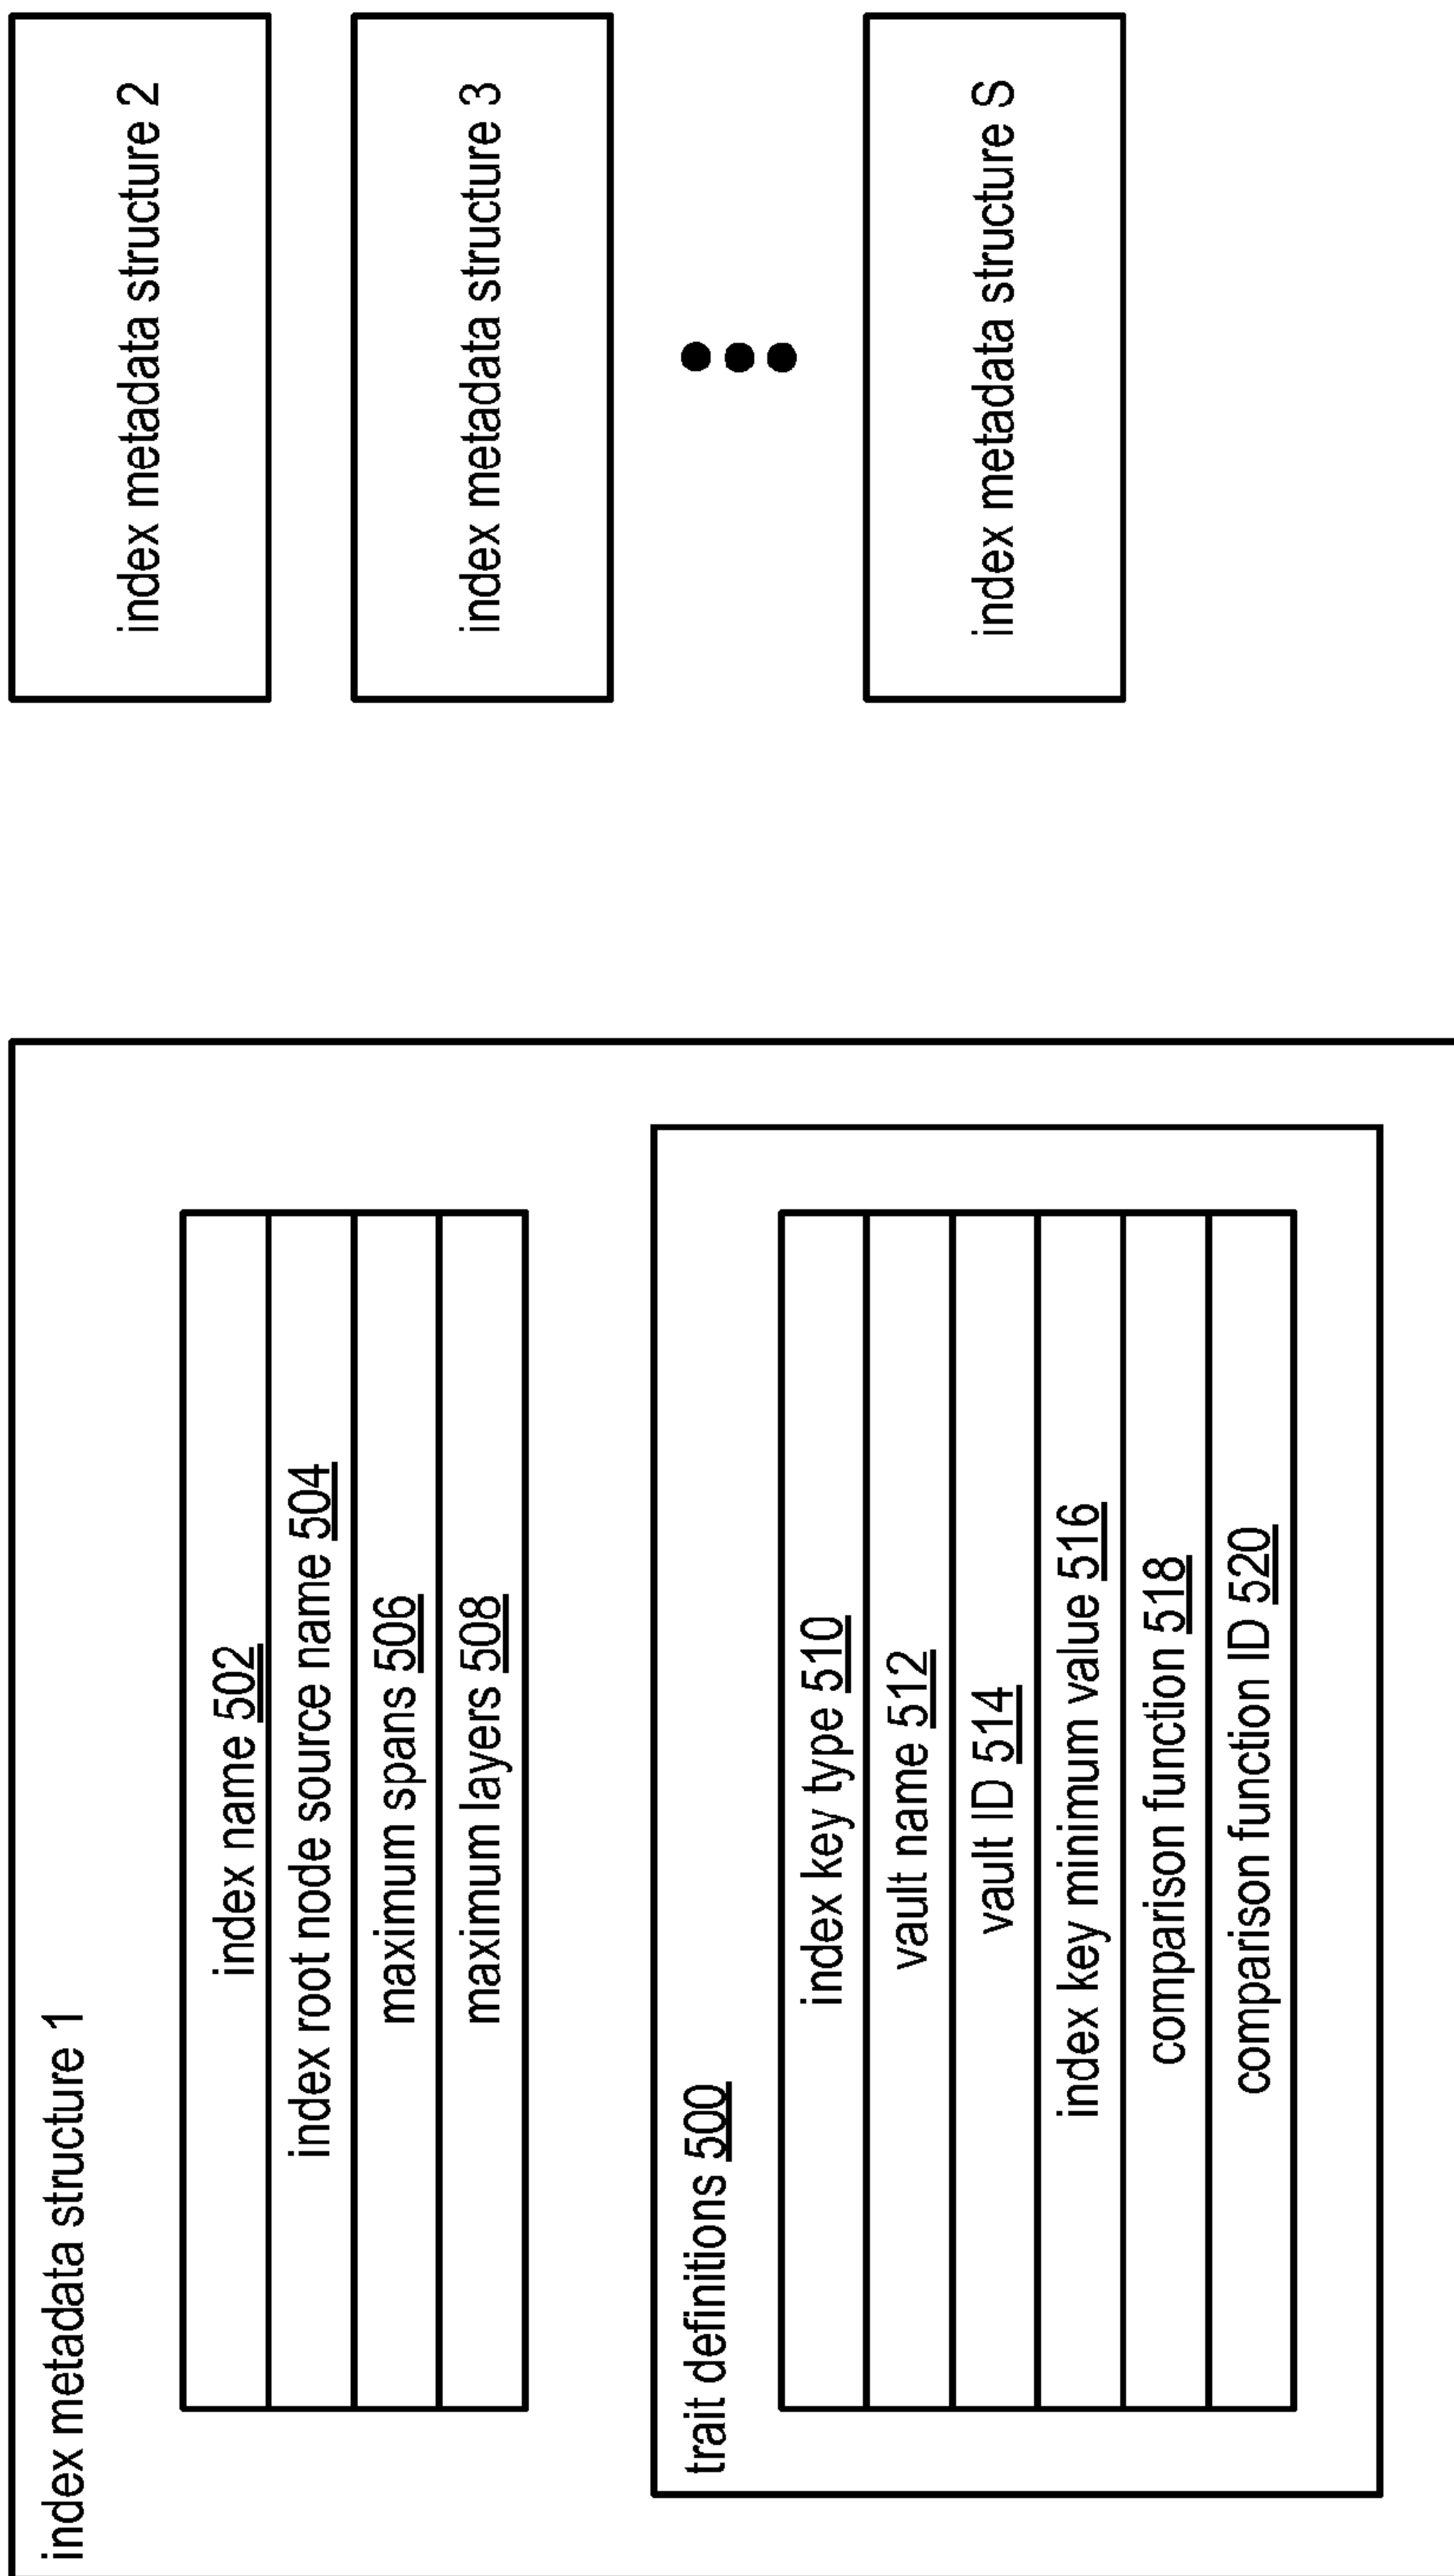 index metadata structure 1
index name 502
index root node source name 504
maximum spans 506
maximum layers 508
trait definitions 500
index key type 510
vault name 512
vault ID 514
index key minimum value 516
comparison function 518
comparison function ID 520
index metadata structure 2
index metadata structure 3
index metadata structure S